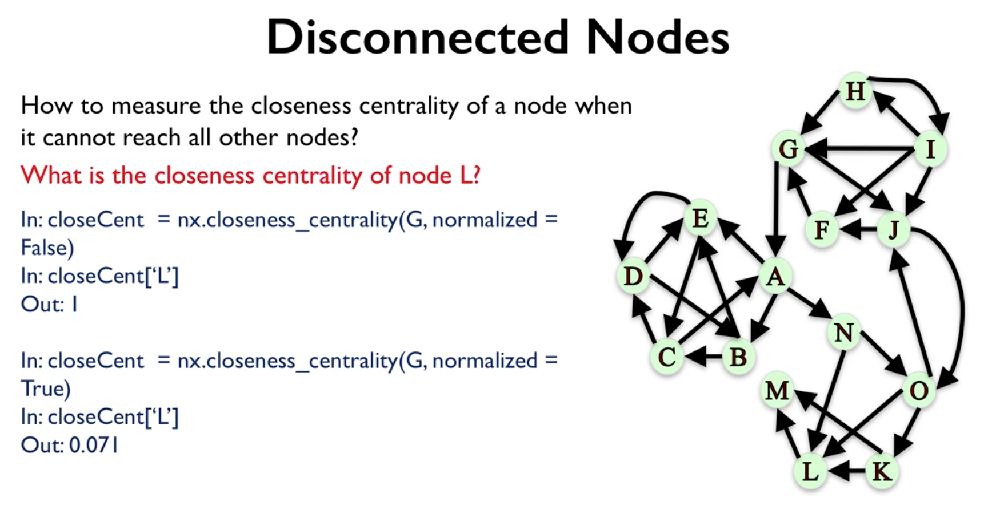 Disconnected Nodes
How to measure the closeness centrality of a node when
it cannot reach all other nodes?
What is the closeness centrality of node L?
In: closeCent = nx.closeness_centrality(G, normalized =
False)
In: closeCent[‘L’]
Out: 1
In: closeCent = nx.closeness_centrality(G, normalized =
True)
In: closeCent[‘L’]
Out: 0.071
H
G
I
E
F
J
D
A
N
C
B
M
O
L
K